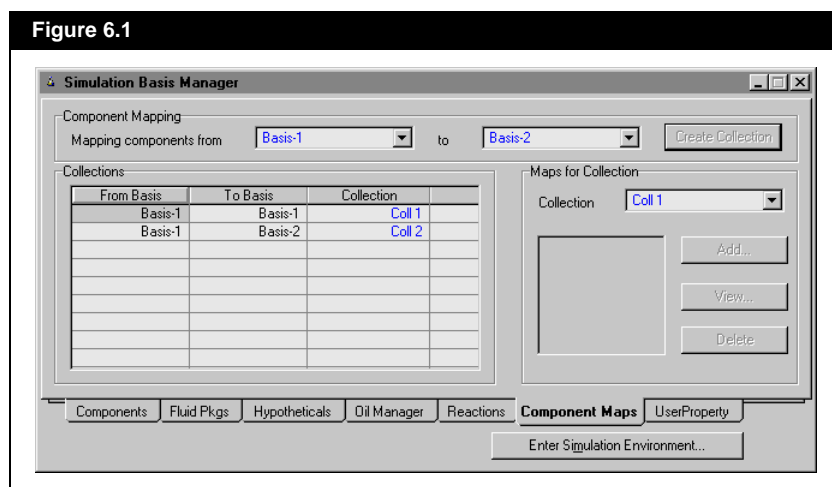 Figure 6.1
Simulation Basis Manager
Component Mapping
Mapping components from Basis-1 to Basis-2 Create Collection
Collections
From Basis To Basis Collection
Basis-1 Basis-1 Coll 1
Basis-1 Basis-2 Coll 2
Maps for Collection
Collection Coll 1
Add...
View...
Delete
Components Fluid Pkgs Hypotheticals Oil Manager Reactions Component Maps UserProperty
Enter Simulation Environment...